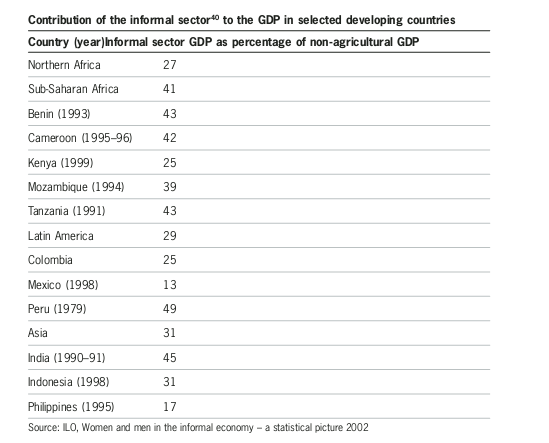 Contribution of the informal sector⁴⁰ to the GDP in selected developing countries
Country (year)Informal sector GDP as percentage of non-agricultural GDP
Northern Africa 27
Sub-Saharan Africa 41
Benin (1993) 43
Cameroon (1995–96) 42
Kenya (1999) 25
Mozambique (1994) 39
Tanzania (1991) 43
Latin America 29
Colombia 25
Mexico (1998) 13
Peru (1979) 49
Asia 31
India (1990–91) 45
Indonesia (1998) 31
Philippines (1995) 17
Source: ILO, Women and men in the informal economy – a statistical picture 2002